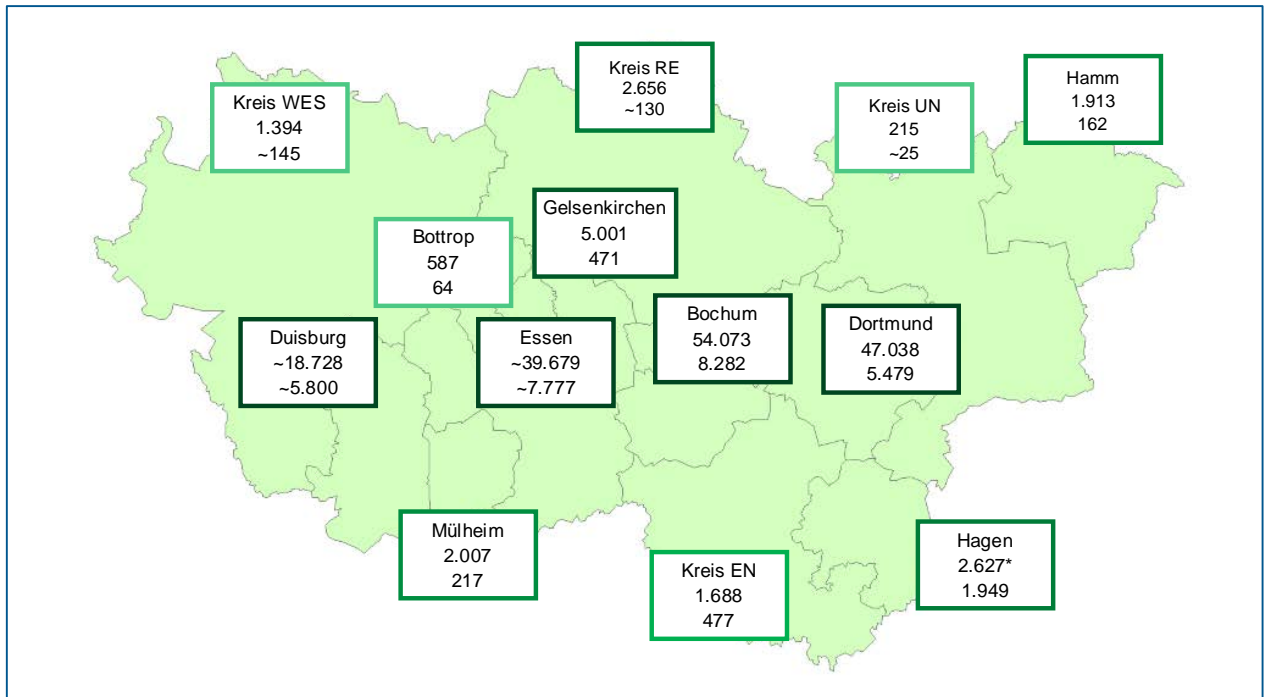 Kreis RE
2.656
~130
Hamm
1.913
162
Kreis WES
1.394
~145
Kreis UN
215
~25
Gelsenkirchen
5.001
471
Bottrop
587
64
Bochum
54.073
8.282
Dortmund
47.038
5.479
Duisburg
~18.728
~5.800
Essen
~39.679
~7.777
Mülheim
2.007
217
Hagen
2.627*
1.949
Kreis EN
1.688
477